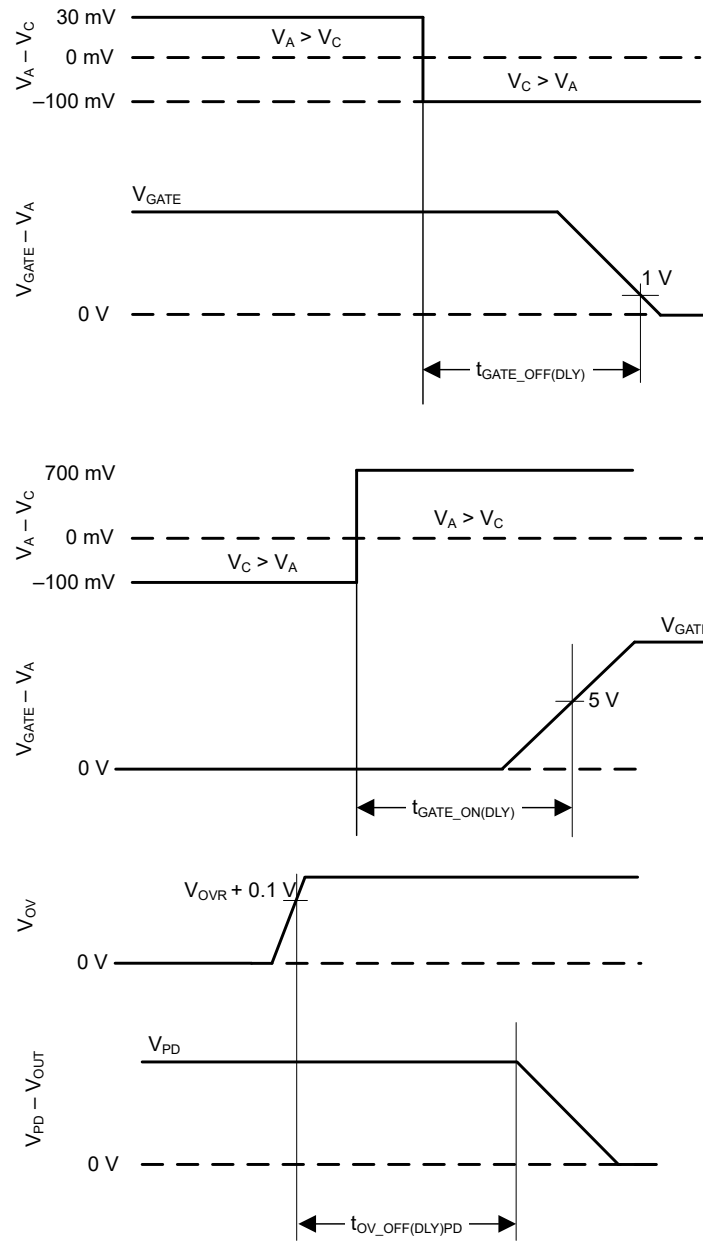 30 mV
V_A > V_C
0 mV
V_A – V_C
V_C > V_A
–100 mV
V_GATE
V_GATE – V_A
1 V
0 V
t_GATE_OFF(DLY)
700 mV
V_A – V_C
V_A > V_C
0 mV
V_C > V_A
–100 mV
V_GATE
V_GATE – V_A
5 V
0 V
t_GATE_ON(DLY)
V_OVR + 0.1 V
V_OV
0 V
V_PD
V_PD – V_OUT
0 V
t_OV_OFF(DLY)PD